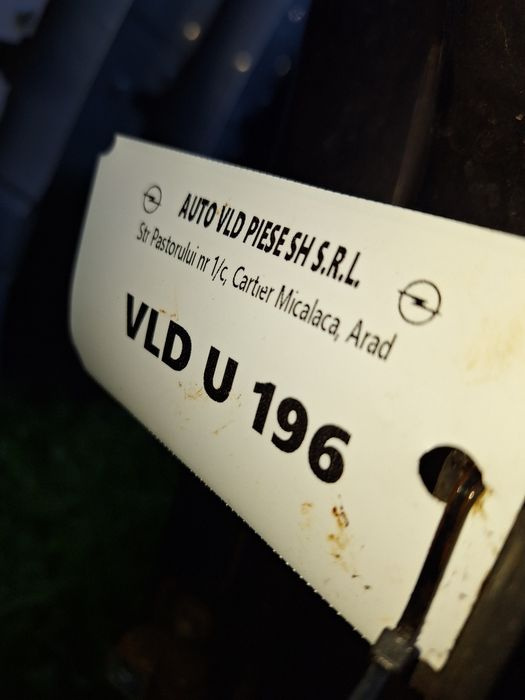 AUTO VLD PIESE SH S.R.L.
Str Pastorului nr 1/c, Cartier Micalaca, Arad
VLD U 196